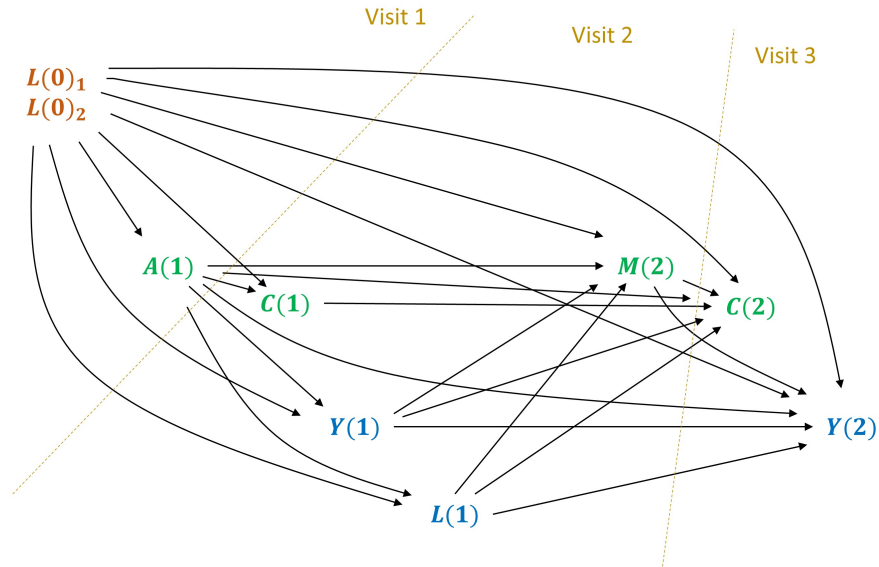 Visit 1
Visit 2
Visit 3
L(0)₁
L(0)₂
A(1)
M(2)
C(1)
C(2)
Y(1)
Y(2)
L(1)